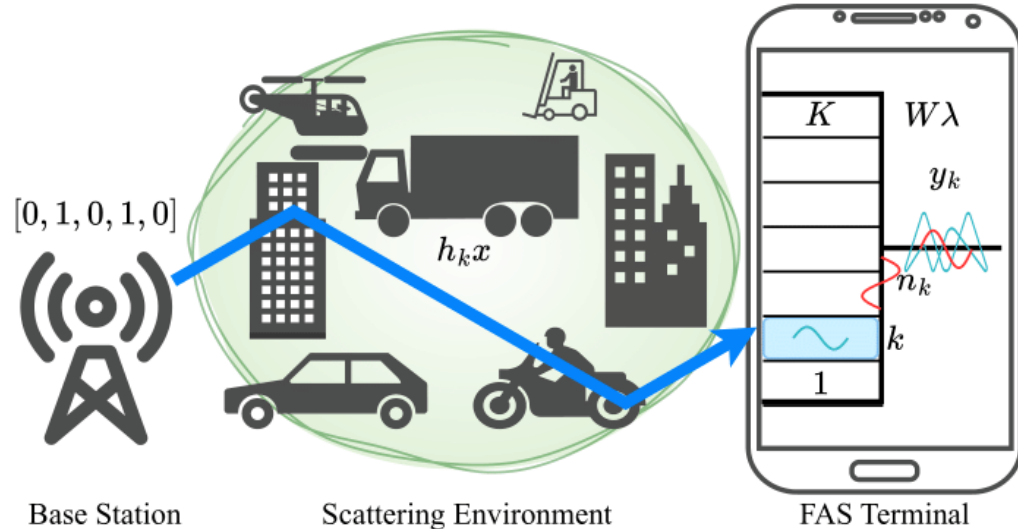 [0, 1, 0, 1, 0]
h_k x
K
Wλ
y_k
n_k
k
1
Base Station
Scattering Environment
FAS Terminal